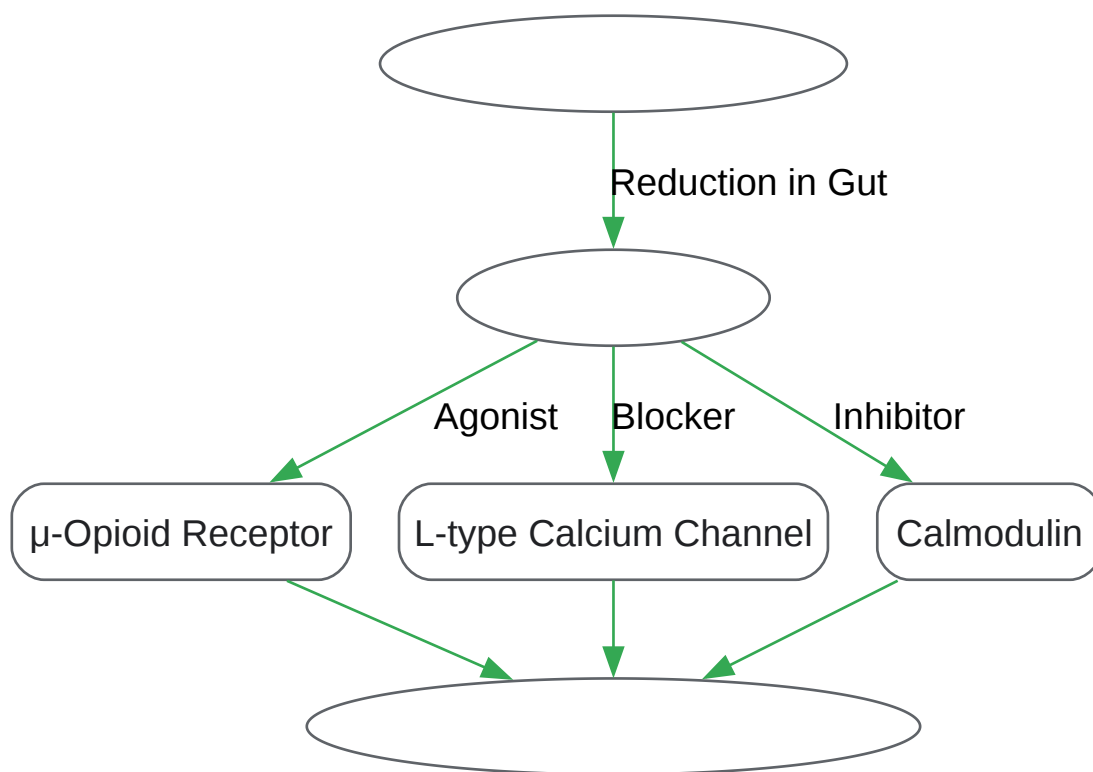 Reduction in Gut
Agonist
Blocker
Inhibitor
μ-Opioid Receptor
L-type Calcium Channel
Calmodulin